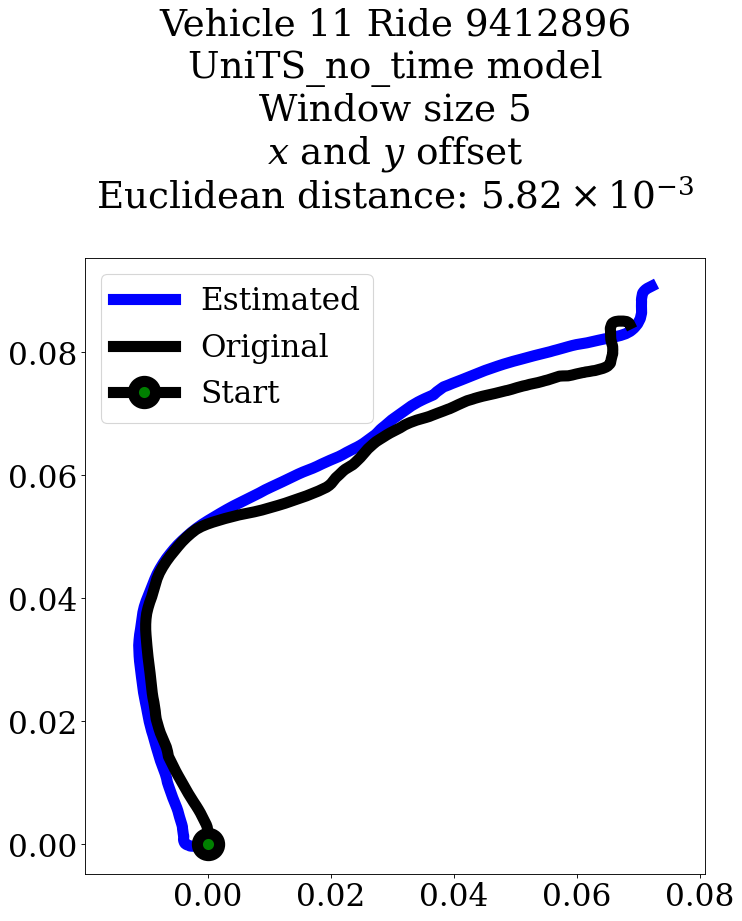 Vehicle 11 Ride 9412896
UniTS_no_time model
Window size 5
x and y offset
Euclidean distance: 5.82 × 10⁻³
Estimated
Original
Start
0.08
0.06
0.04
0.02
0.00
0.00 0.02 0.04 0.06 0.08